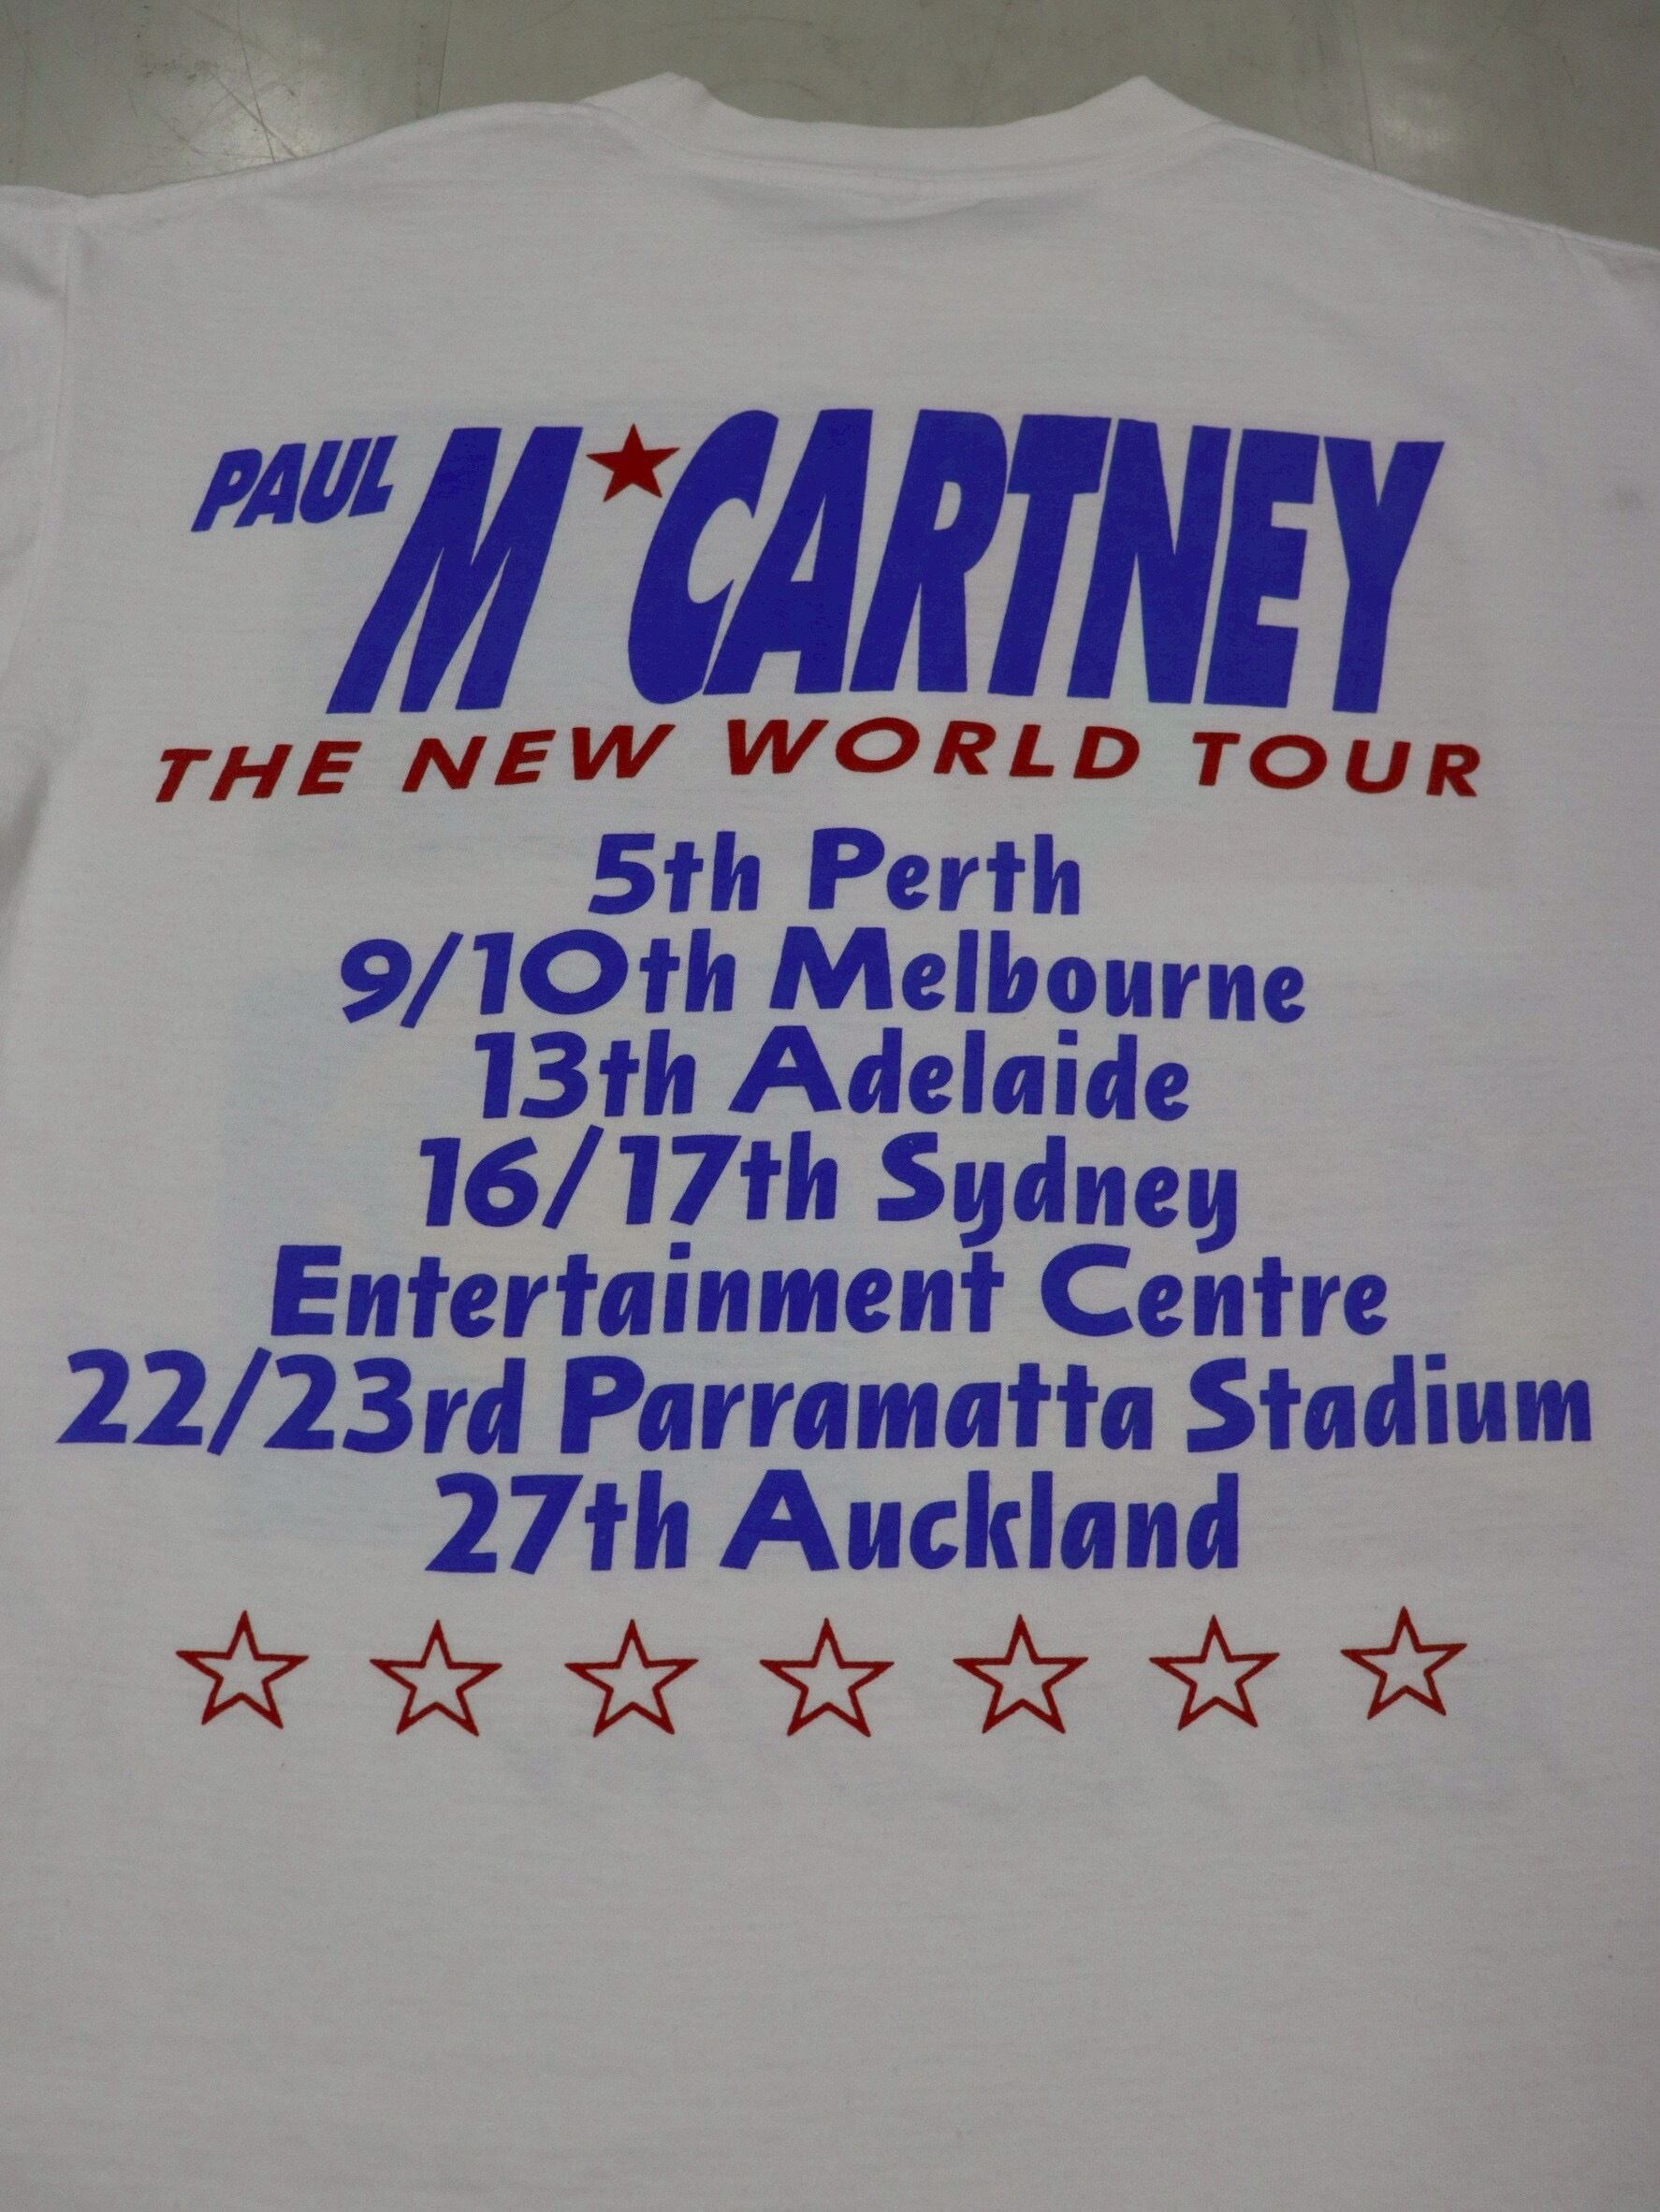 PAUL M★CARTNEY
THE NEW WORLD TOUR
5th Perth
9/10th Melbourne
13th Adelaide
16/17th Sydney
Entertainment Centre
22/23rd Parramatta Stadium
27th Auckland